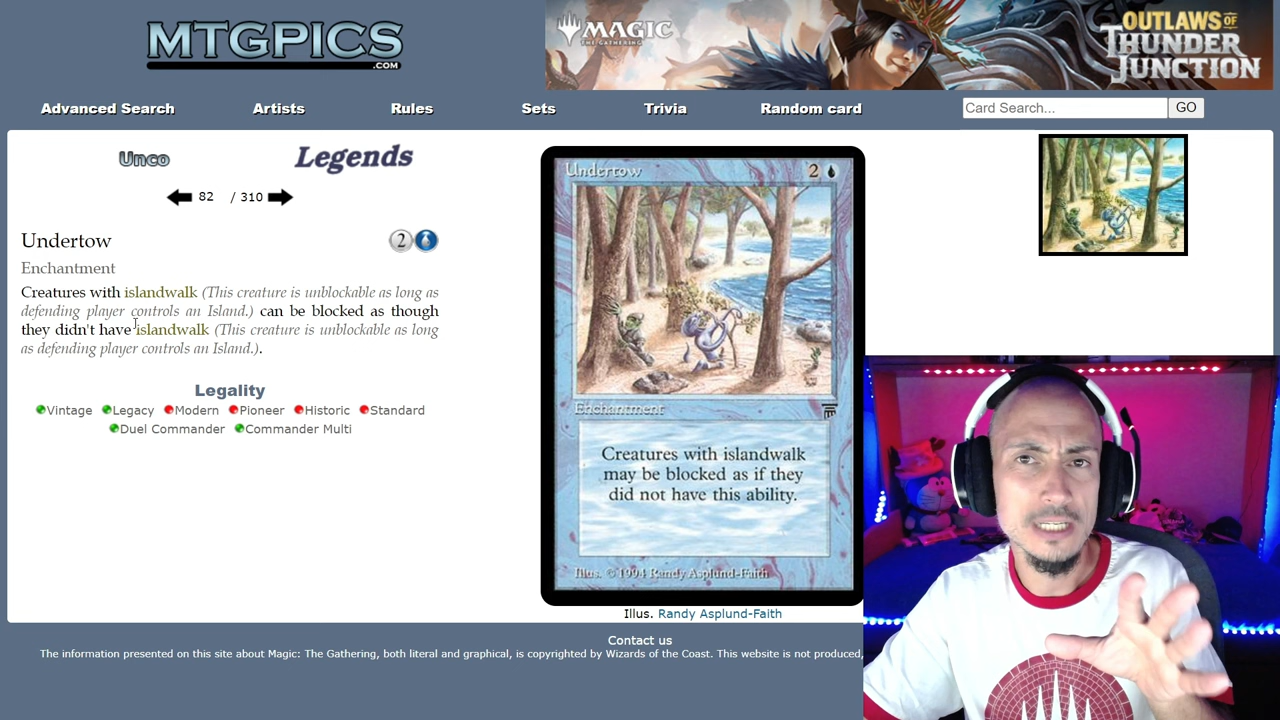 MTGPICS
.COM
MAGIC
THE GATHERING
OUTLAWS OF
THUNDER
JUNCTION
Advanced Search
Artists
Rules
Sets
Trivia
Random card
Card Search...
GO
Unco
Legends
82 / 310
Undertow
2
Enchantment
Creatures with islandwalk (This creature is unblockable as long as
defending player controls an Island.) can be blocked as though
they didn't have islandwalk (This creature is unblockable as long
as defending player controls an Island.).
Legality
Vintage Legacy Modern Pioneer Historic Standard
Duel Commander Commander Multi
Undertow 2
Enchantment
Creatures with islandwalk
may be blocked as if they
did not have this ability.
Illus. © 1994 Randy Asplund-Faith
Illus. Randy Asplund-Faith
Contact us
The information presented on this site about Magic: The Gathering, both literal and graphical, is copyrighted by Wizards of the Coast. This website is not produced,